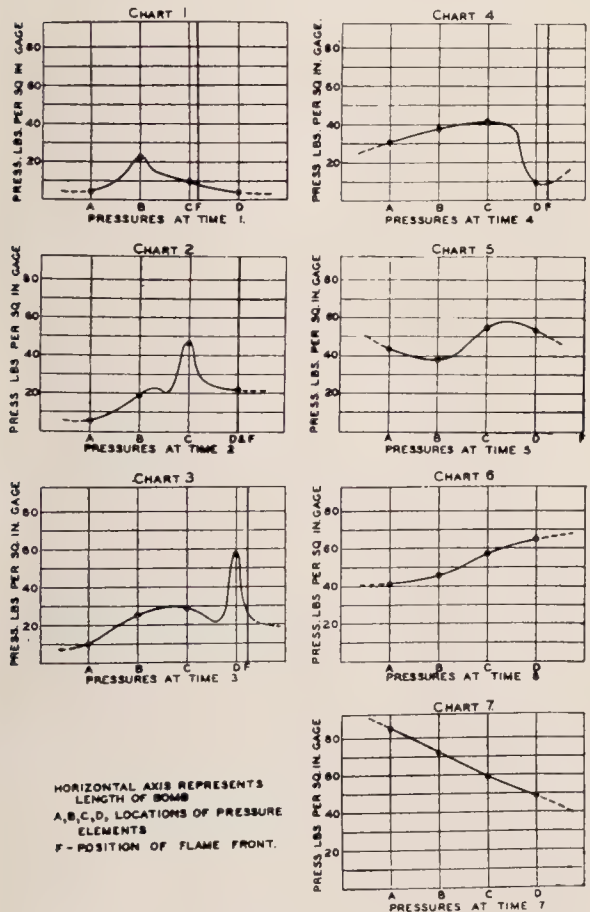 CHART 1
PRESS. LBS. PER SQ. IN GAGE.
80
60
40
20
A B C F D
PRESSURES AT TIME 1.
CHART 2
PRESS LBS PER SQ. IN. GAGE
80
60
40
20
A B C D&F
PRESSURES AT TIME 2
CHART 3
PRESS. LBS PER SQ. IN. GAGE
80
60
40
20
A B C D F
PRESSURES AT TIME 3
HORIZONTAL AXIS REPRESENTS
LENGTH OF BOMB
A,B,C,D, LOCATIONS OF PRESSURE
ELEMENTS
F - POSITION OF FLAME FRONT.
CHART 4
PRESS. LBS. PER SQ IN. GAGE.
80
60
40
20
A B C D F
PRESSURES AT TIME 4
CHART 5
PRESS. LBS PER SQ. IN. GAGE
80
60
40
20
A B C D F
PRESSURES AT TIME 5
CHART 6
PRESS. LBS PER SQ IN. GAGE
80
60
40
20
A B C D
PRESSURES AT TIME 6
CHART 7.
PRESS. LBS PER SQ. IN. GAGE
80
60
40
20
A B C D
PRESSURES AT TIME 7